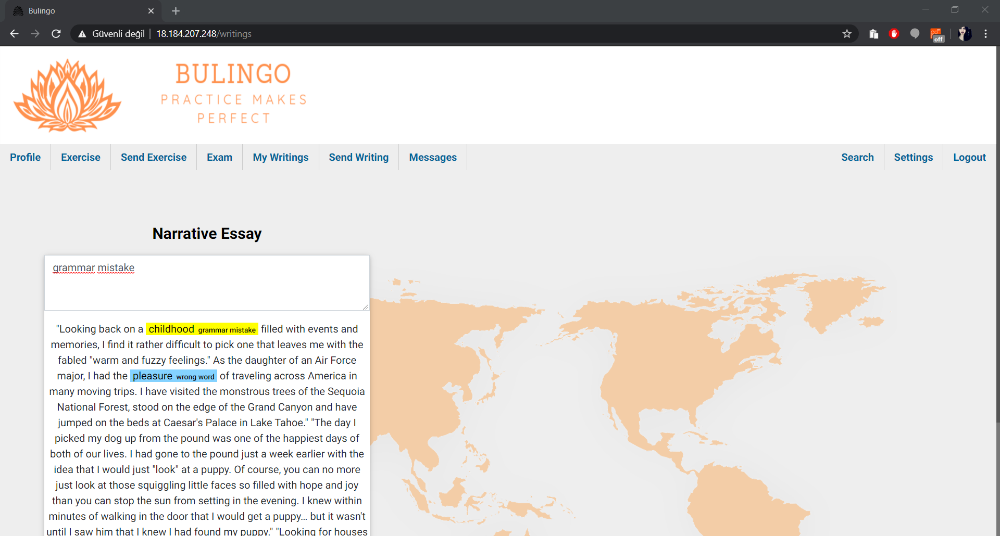 Bulingo
Güvenli değil | 18.184.207.248/writings
off
BULINGO
PRACTICE MAKES
PERFECT
Profile
Exercise
Send Exercise
Exam
My Writings
Send Writing
Messages
Search
Settings
Logout
Narrative Essay
grammar mistake
"Looking back on a childhood grammar mistake filled with events and
memories, I find it rather difficult to pick one that leaves me with the
fabled "warm and fuzzy feelings." As the daughter of an Air Force
major, I had the pleasure wrong word of traveling across America in
many moving trips. I have visited the monstrous trees of the Sequoia
National Forest, stood on the edge of the Grand Canyon and have
jumped on the beds at Caesar's Palace in Lake Tahoe." "The day I
picked my dog up from the pound was one of the happiest days of
both of our lives. I had gone to the pound just a week earlier with the
idea that I would just "look" at a puppy. Of course, you can no more
just look at those squiggling little faces so filled with hope and joy
than you can stop the sun from setting in the evening. I knew within
minutes of walking in the door that I would get a puppy… but it wasn't
until I saw him that I knew I had found my puppy." "Looking for houses